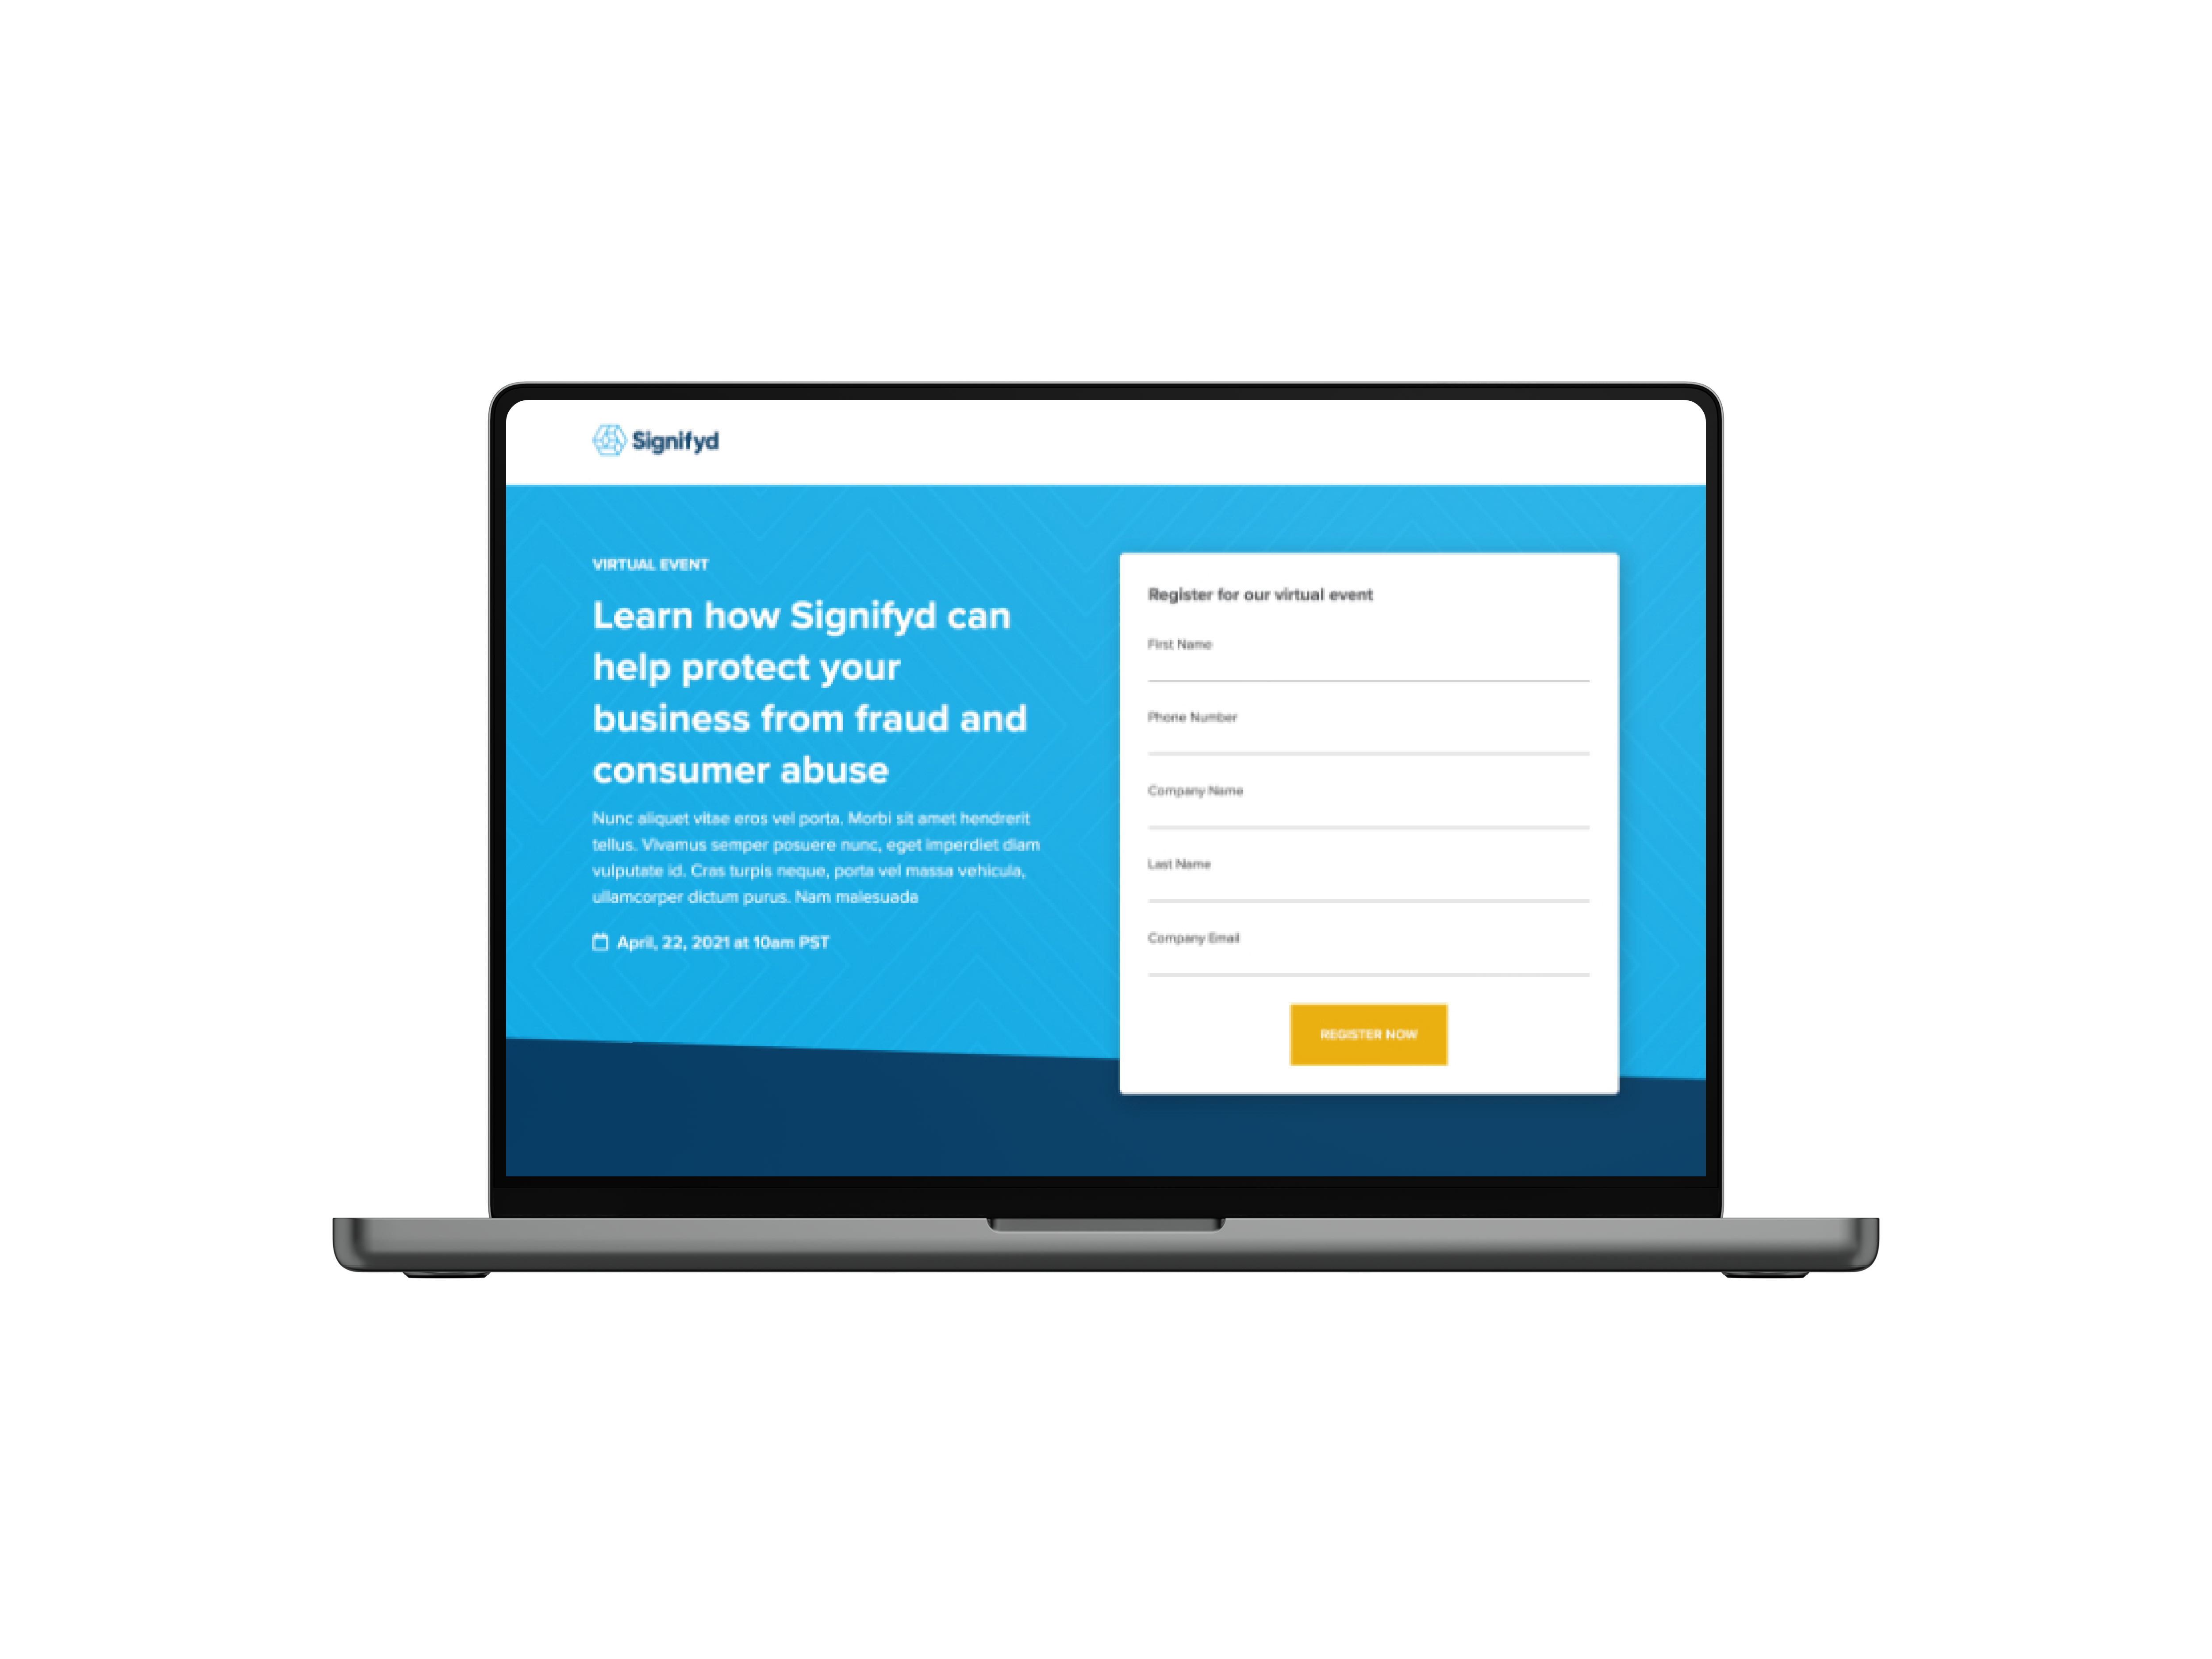 Signifyd
VIRTUAL EVENT
Learn how Signifyd can
help protect your
business from fraud and
consumer abuse
Nunc aliquet vitae eros vel porta. Morbi sit amet hendrerit
tellus. Vivamus semper posuere nunc, eget imperdiet diam
vulputate id. Cras turpis neque, porta vel massa vehicula,
ullamcorper dictum purus. Nam malesuada
April, 22, 2021 at 10am PST
Register for our virtual event
First Name
Phone Number
Company Name
Last Name
Company Email
REGISTER NOW